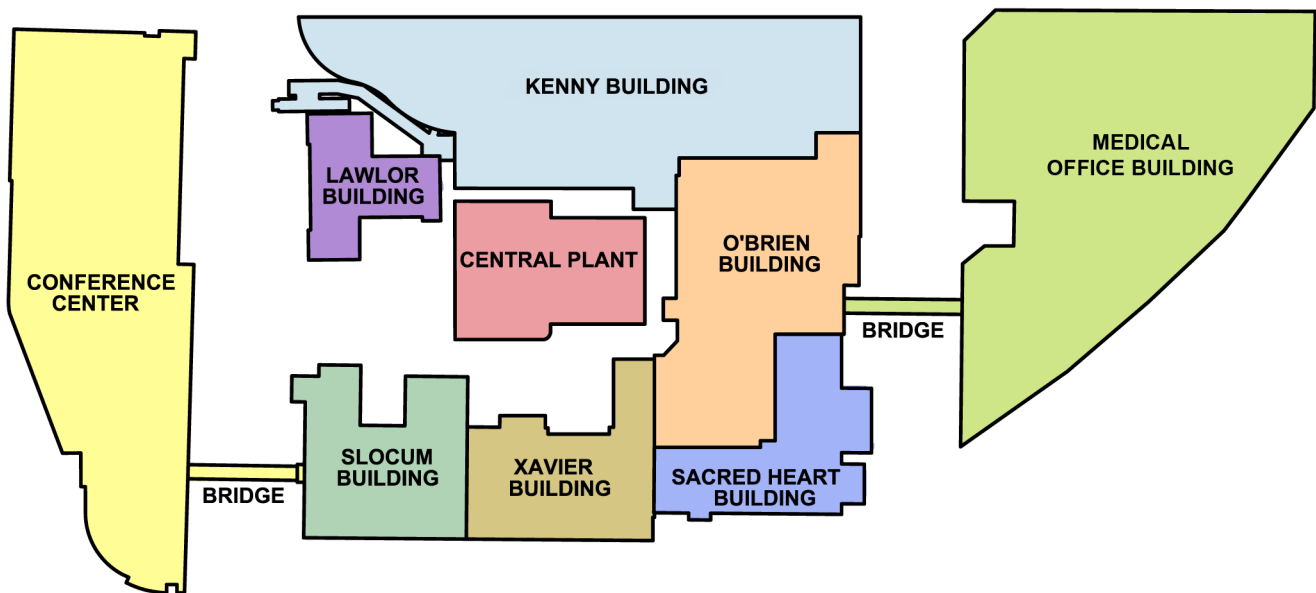 KENNY BUILDING
MEDICAL
OFFICE BUILDING
LAWLOR
BUILDING
O'BRIEN
BUILDING
CENTRAL PLANT
CONFERENCE
CENTER
BRIDGE
SLOCUM
BUILDING
XAVIER
BUILDING
SACRED HEART
BUILDING
BRIDGE